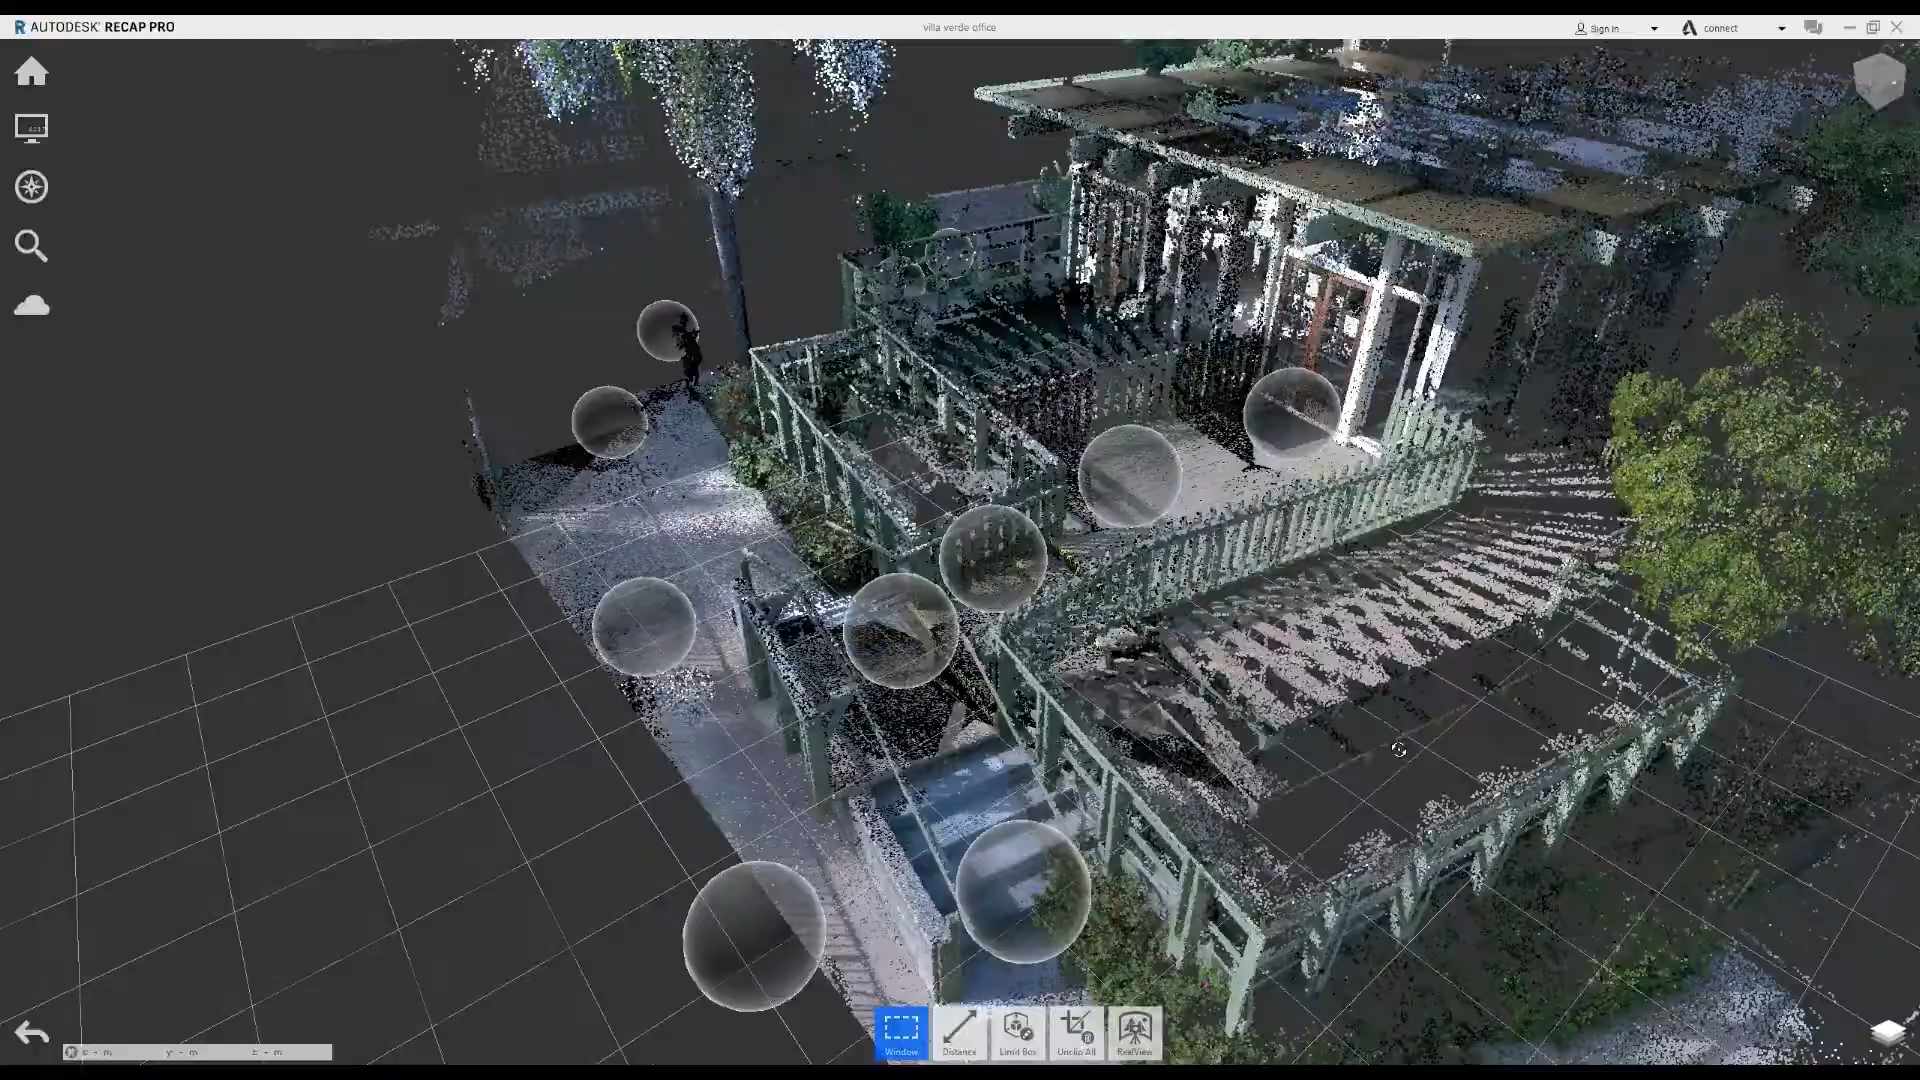 AUTODESK® RECAP PRO
villa verde office
Sign In
connect
y - m
z - m
Window
Distance
Limit Box
Unclip All
RealView